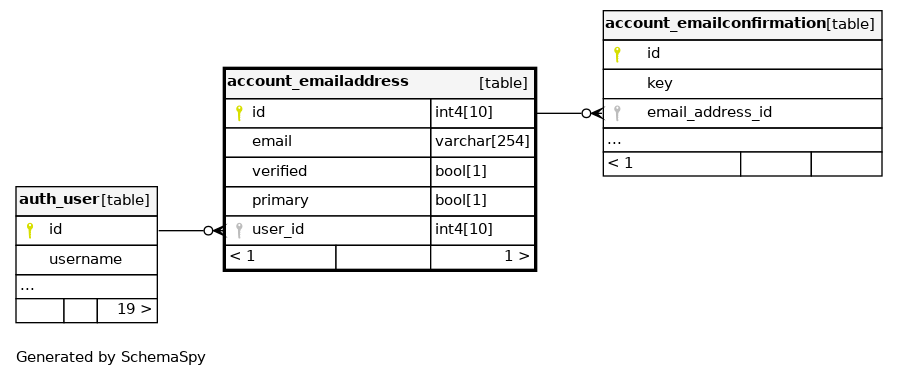 account_emailconfirmation [table]
id
key
email_address_id
...
< 1
account_emailaddress [table]
id int4[10]
email varchar[254]
verified bool[1]
primary bool[1]
user_id int4[10]
< 1 1 >
auth_user [table]
id
username
...
19 >
Generated by SchemaSpy